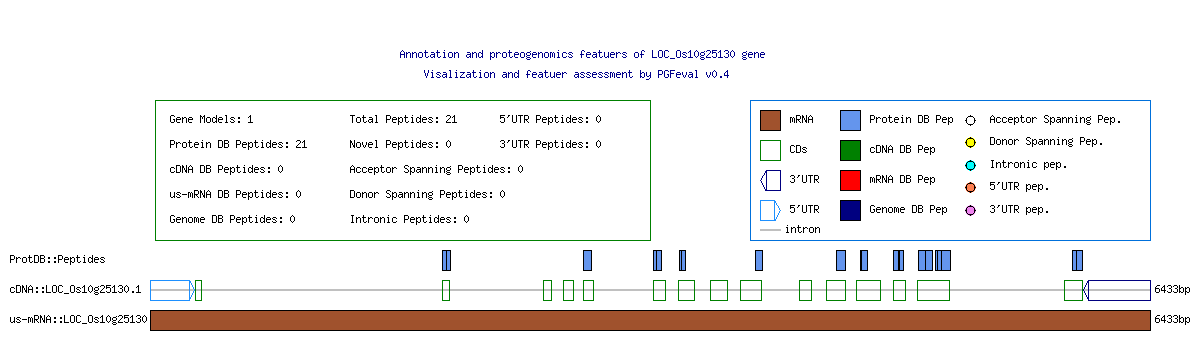 Annotation and proteogenomics featuers of LOC_Os10g25130 gene
Visalization and featuer assessment by PGFeval v0.4
Gene Models: 1 Total Peptides: 21 5'UTR Peptides: 0
Protein DB Peptides: 21 Novel Peptides: 0 3'UTR Peptides: 0
cDNA DB Peptides: 0 Acceptor Spanning Peptides: 0
us-mRNA DB Peptides: 0 Donor Spanning Peptides: 0
Genome DB Peptides: 0 Intronic Peptides: 0
mRNA Protein DB Pep Acceptor Spanning Pep.
CDs cDNA DB Pep Donor Spanning Pep.
3'UTR mRNA DB Pep Intronic pep.
5'UTR Genome DB Pep 5'UTR pep.
intron 3'UTR pep.
ProtDB::Peptides
cDNA::LOC_Os10g25130.1 6433bp
us-mRNA::LOC_Os10g25130 6433bp